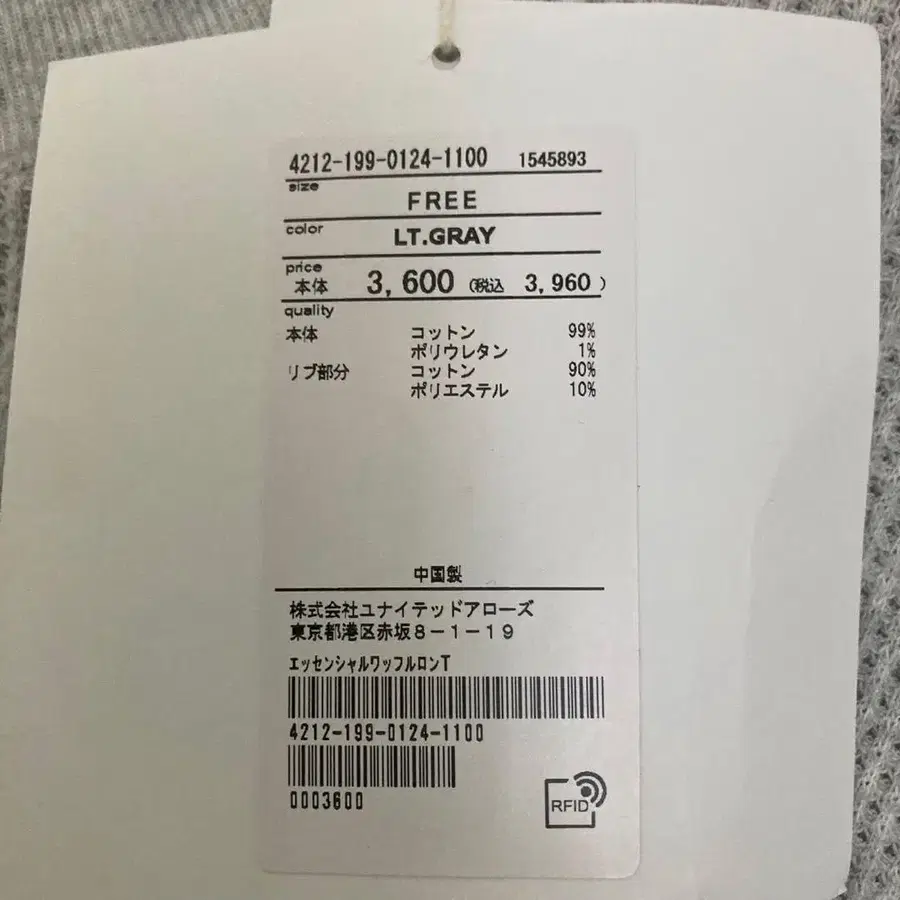 4212-199-0124-1100 1545893
size
FREE
color
LT.GRAY
price
本体 3,600 (税込 3,960)
quality
本体 コットン 99%
ポリウレタン 1%
リブ部分 コットン 90%
ポリエステル 10%
中国製
株式会社ユナイテッドアローズ
東京都港区赤坂8-1-19
エッセンシャルワッフルロンT
4212-199-0124-1100
0003600
RFID